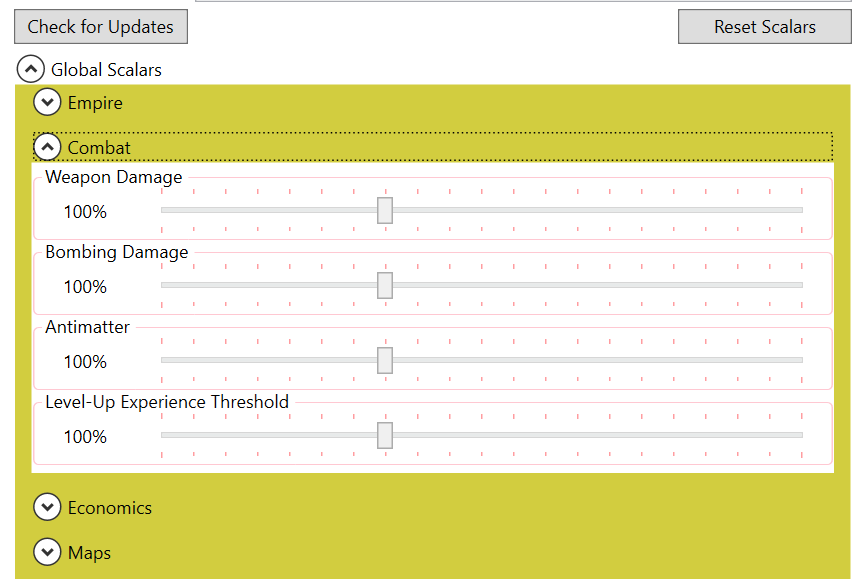 Check for Updates
Reset Scalars
Global Scalars
Empire
Combat
Weapon Damage
100%
Bombing Damage
100%
Antimatter
100%
Level-Up Experience Threshold
100%
Economics
Maps